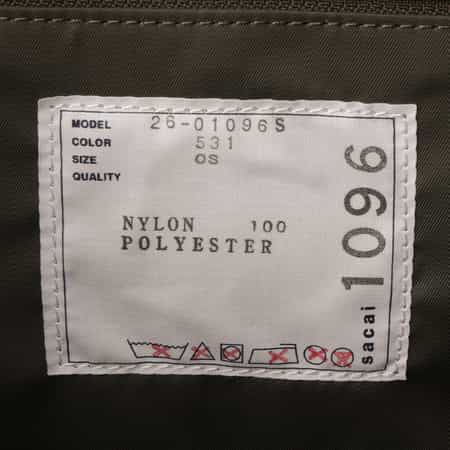 MODEL 26-01096S
COLOR 531
SIZE OS
QUALITY
NYLON 100
POLYESTER
sacai 1096